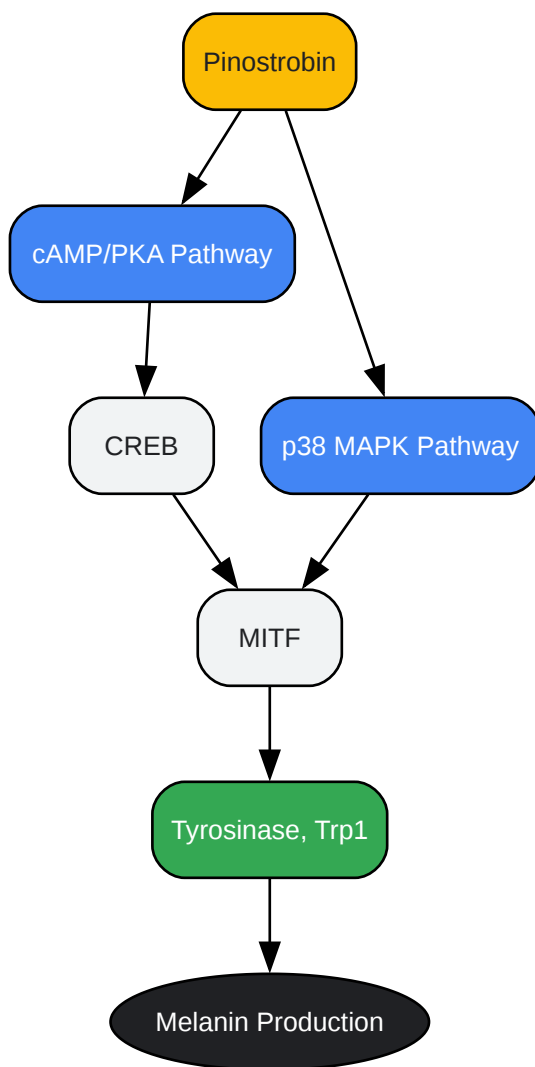 Pinostrobin
cAMP/PKA Pathway
CREB
p38 MAPK Pathway
MITF
Tyrosinase, Trp1
Melanin Production